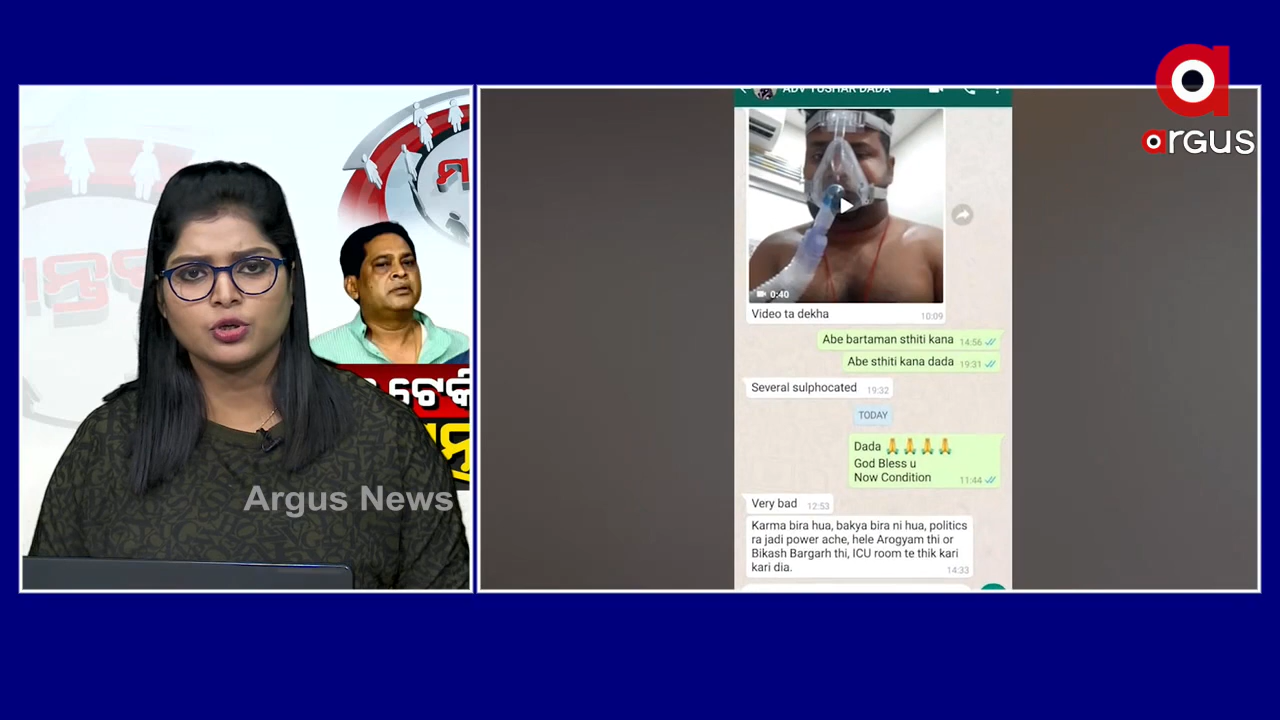 argus
Argus News
ADV TUSHAR DADA
0:40
Video ta dekha
10:09
Abe bartaman sthiti kana 14:56
Abe sthiti kana dada 19:31
Several sulphocated 19:32
TODAY
Dada 🙏🙏🙏🙏
God Bless u
Now Condition 11:44
Very bad 12:53
Karma bira hua, bakya bira ni hua, politics
ra jadi power ache, hele Arogyam thi or
Bikash Bargarh thi, ICU room te thik kari
kari dia. 14:33